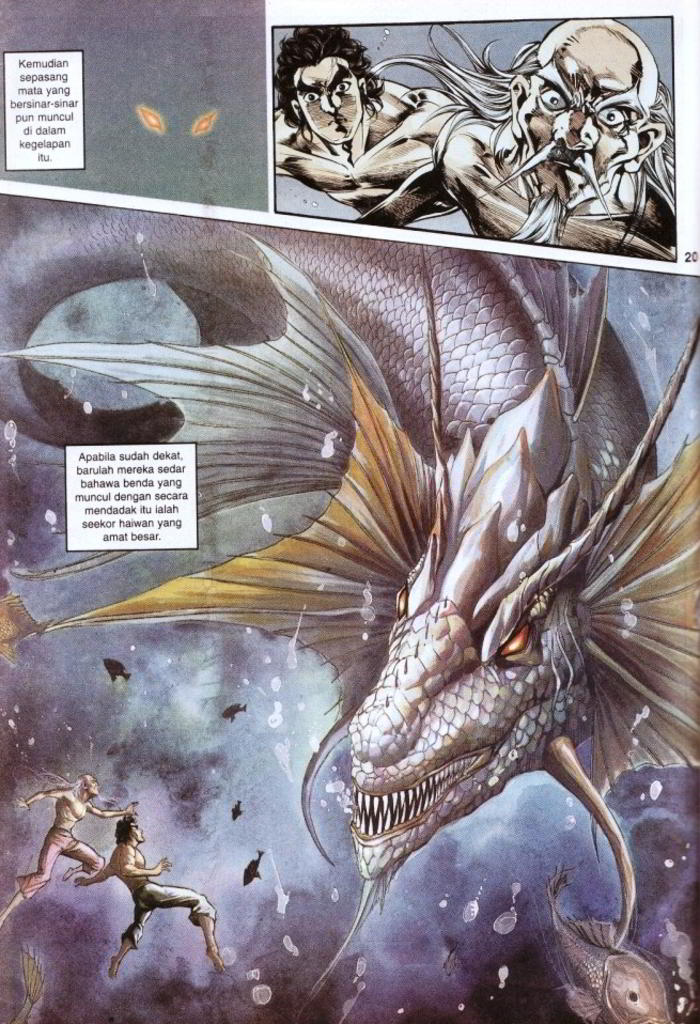 Kemudian
sepasang
mata yang
bersinar-sinar
pun muncul
di dalam
kegelapan
itu.
20
Apabila sudah dekat,
barulah mereka sedar
bahawa benda yang
muncul dengan secara
mendadak itu ialah
seekor haiwan yang
amat besar.